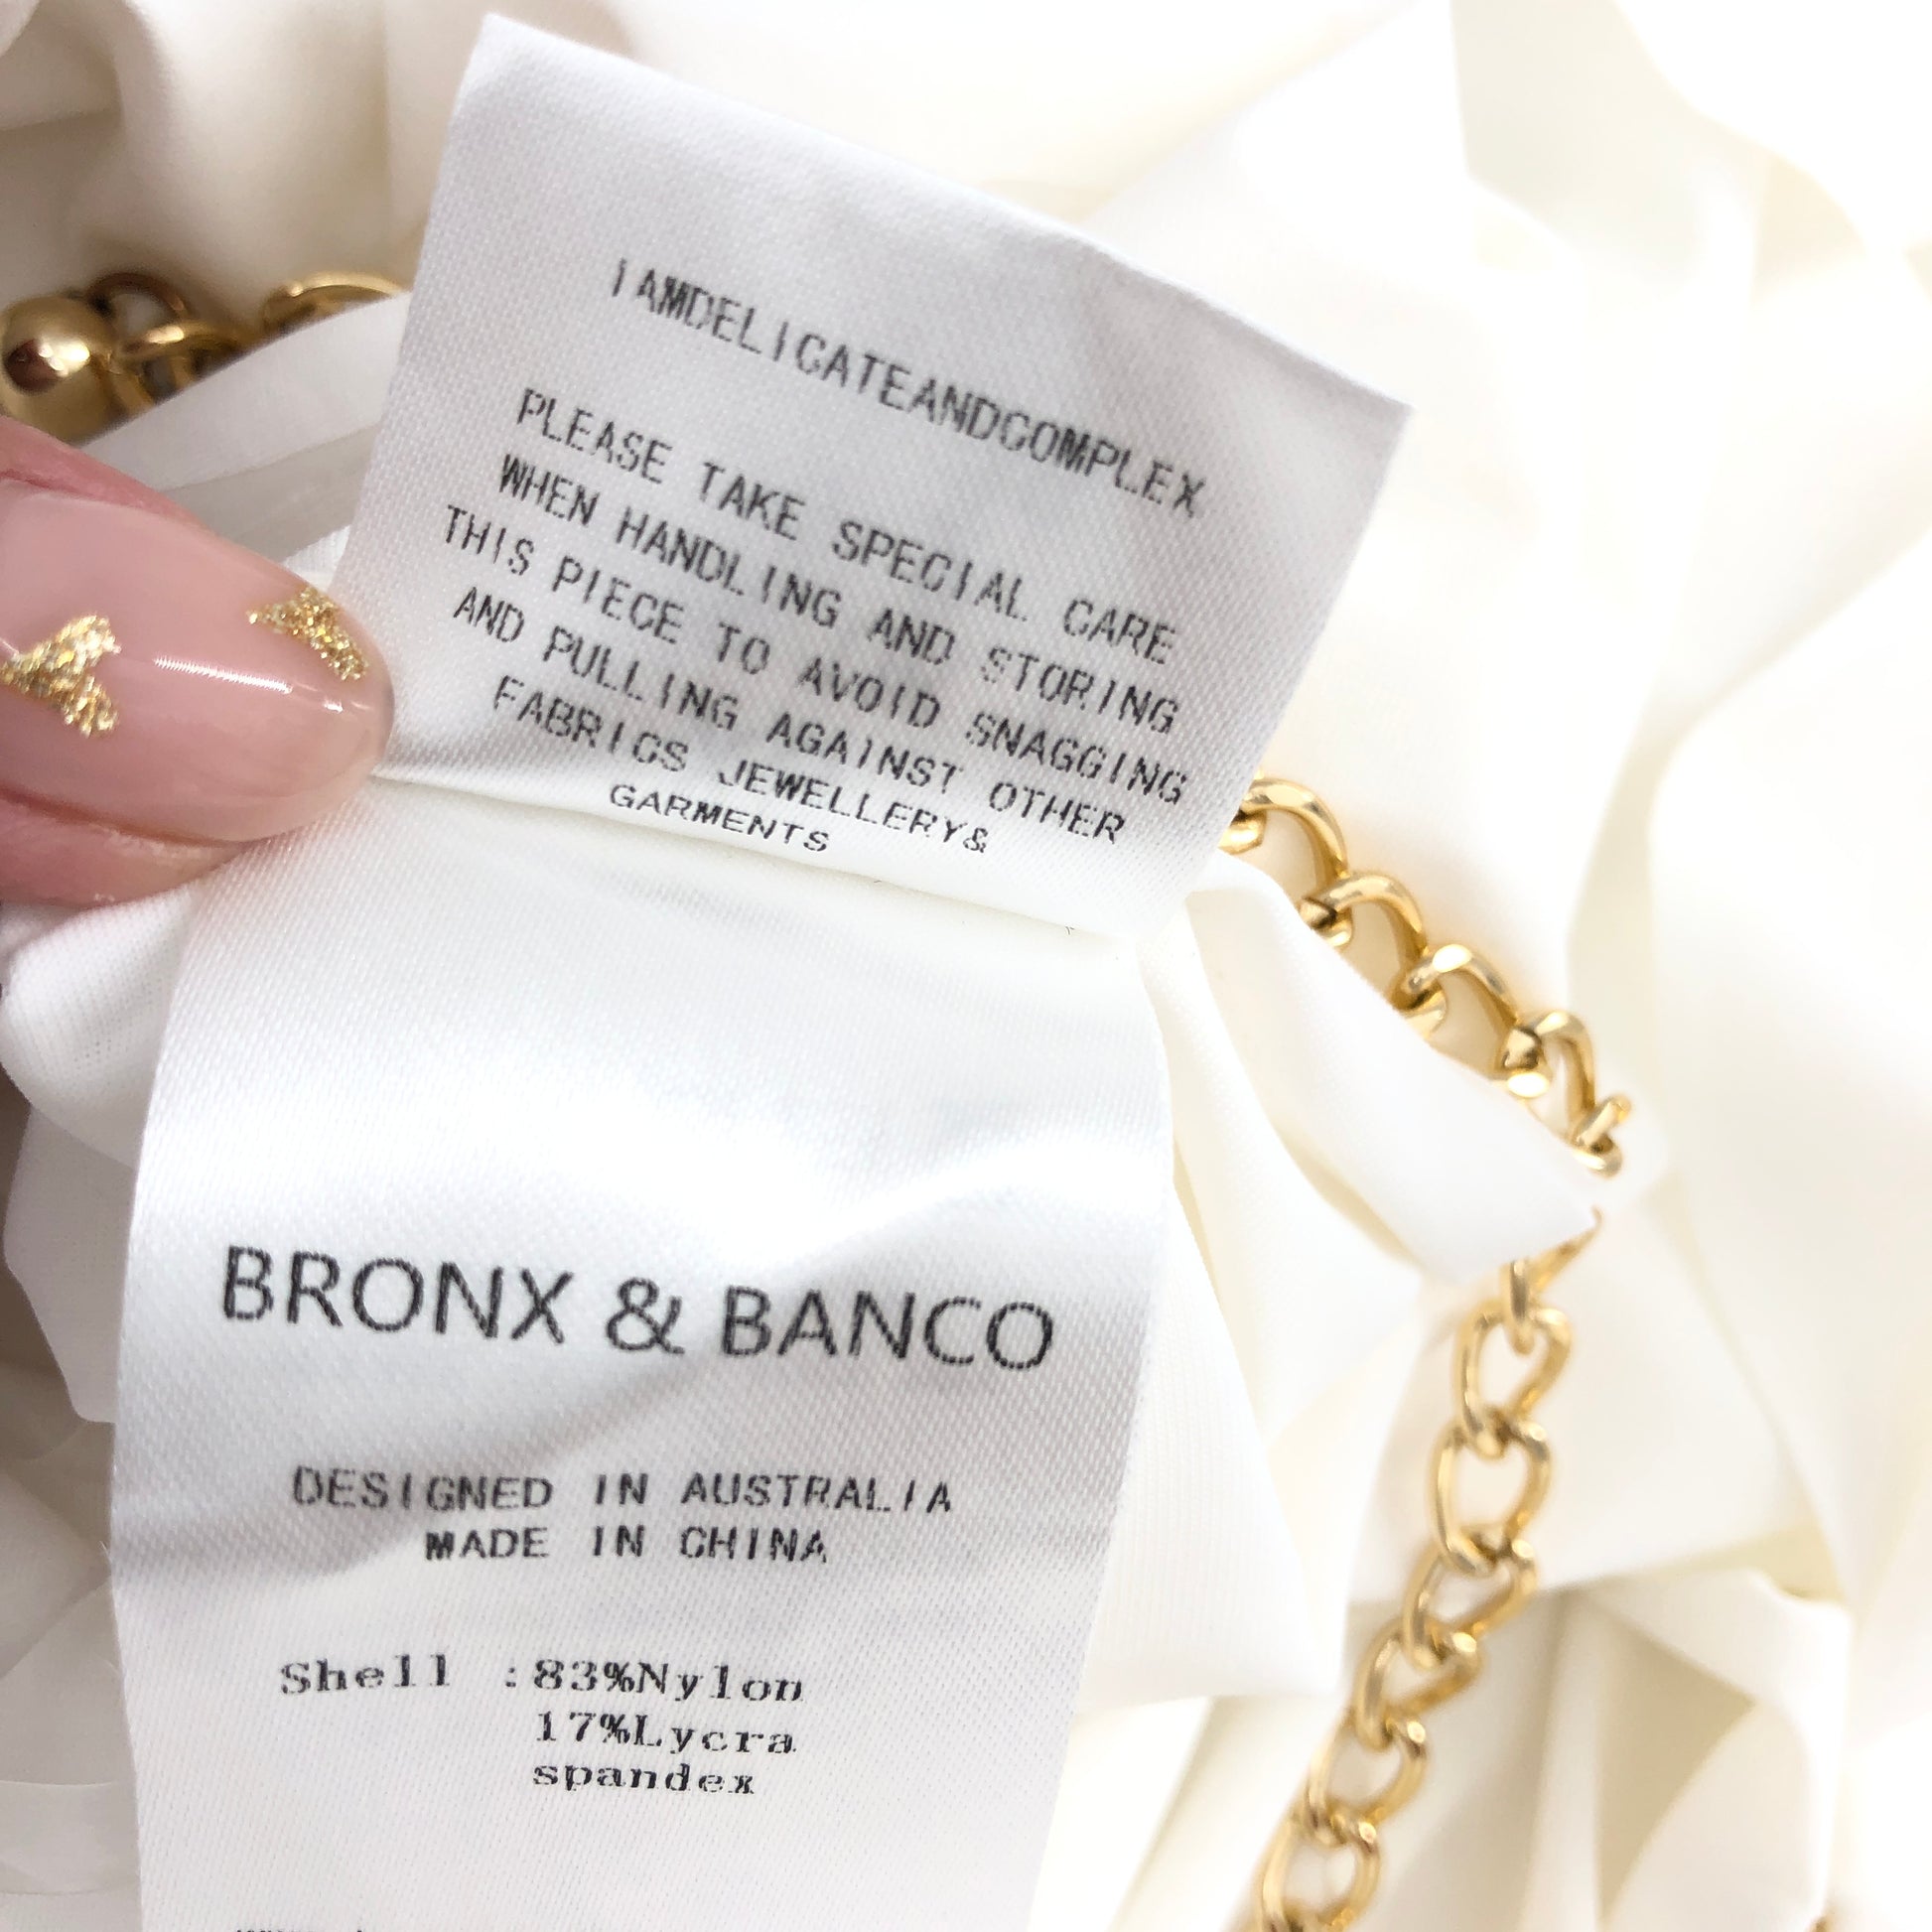 IAMDELICATEANDCOMPLEX
PLEASE TAKE SPECIAL CARE
WHEN HANDLING AND STORING
THIS PIECE TO AVOID SNAGGING
AND PULLING AGAINST OTHER
FABRICS JEWELLERY&
GARMENTS
BRONX & BANCO
DESIGNED IN AUSTRALIA
MADE IN CHINA
Shell :83%Nylon
17%Lycra
spandex